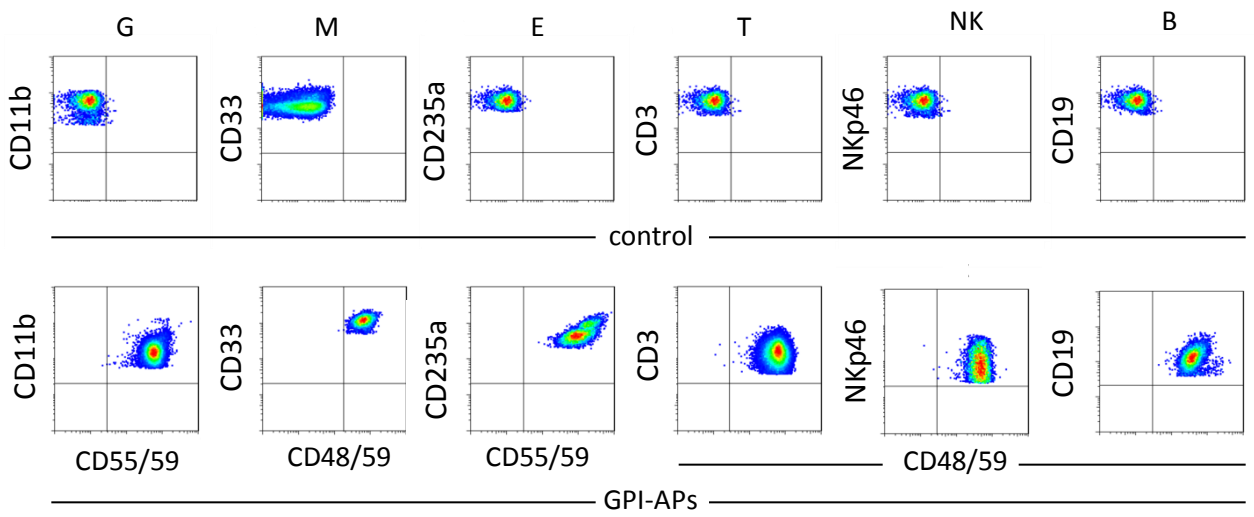 G M E T NK B
CD11b CD33 CD235a CD3 NKp46 CD19
control
CD11b CD33 CD235a CD3 NKp46 CD19
CD55/59 CD48/59 CD55/59 CD48/59
GPI-APs